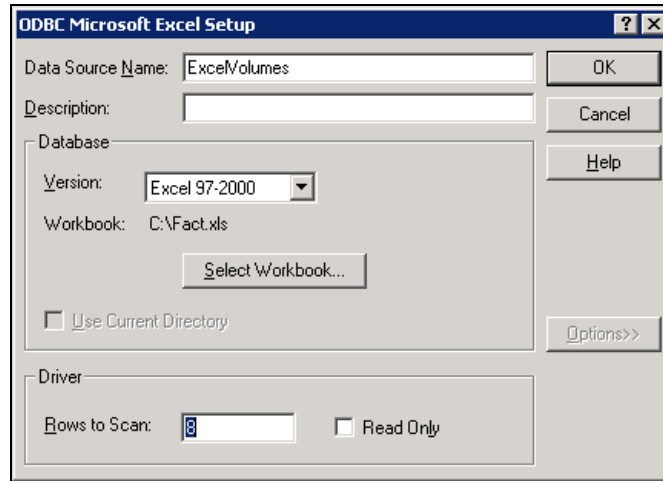 ODBC Microsoft Excel Setup
Data Source Name: ExcelVolumes
OK
Description:
Cancel
Database
Help
Version: Excel 97-2000
Workbook: C:\Fact.xls
Select Workbook...
Use Current Directory
Options>>
Driver
Rows to Scan: 8
Read Only